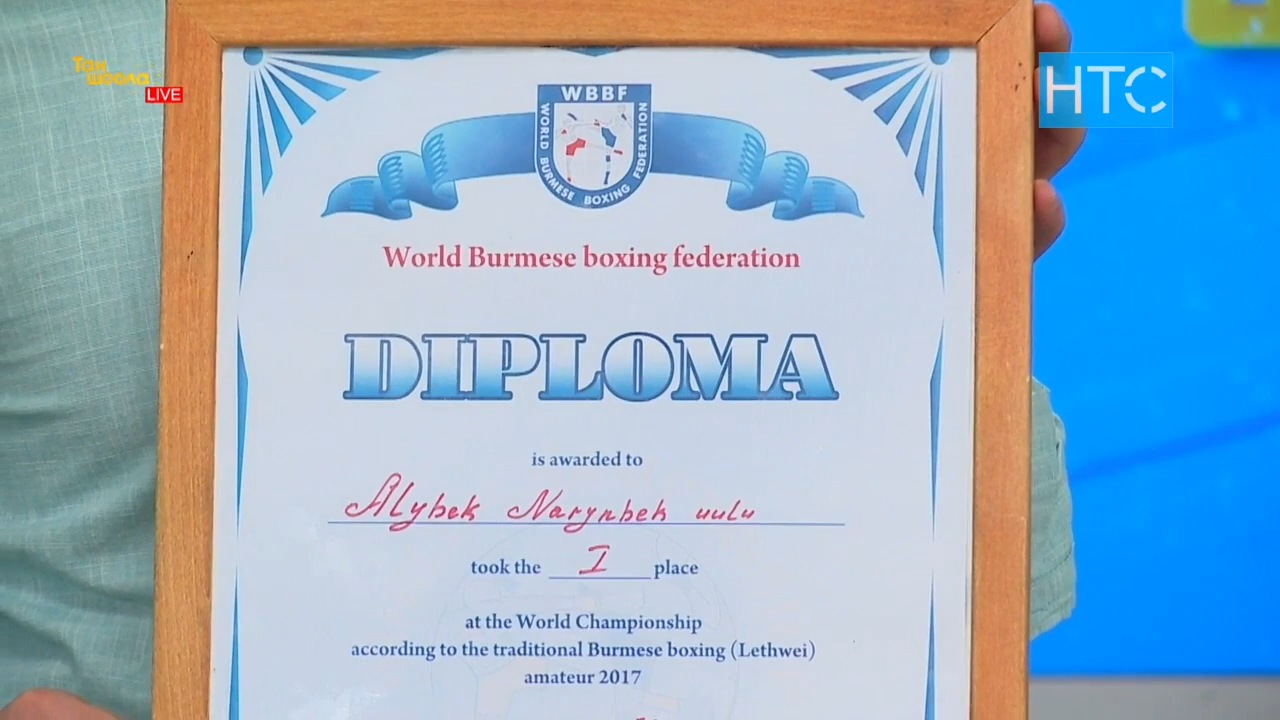 Таң
шоола
LIVE
НТС
WBBF
WORLD BURMESE BOXING FEDERATION
World Burmese boxing federation
DIPLOMA
is awarded to
Alybek Narynbek uulu
took the I place
at the World Championship
according to the traditional Burmese boxing (Lethwei)
amateur 2017